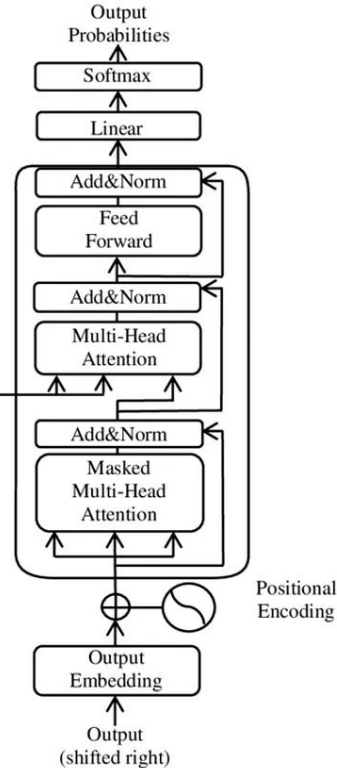 Output
Probabilities
Softmax
Linear
Add&Norm
Feed
Forward
Add&Norm
Multi-Head
Attention
Add&Norm
Masked
Multi-Head
Attention
Positional
Encoding
Output
Embedding
Output
(shifted right)